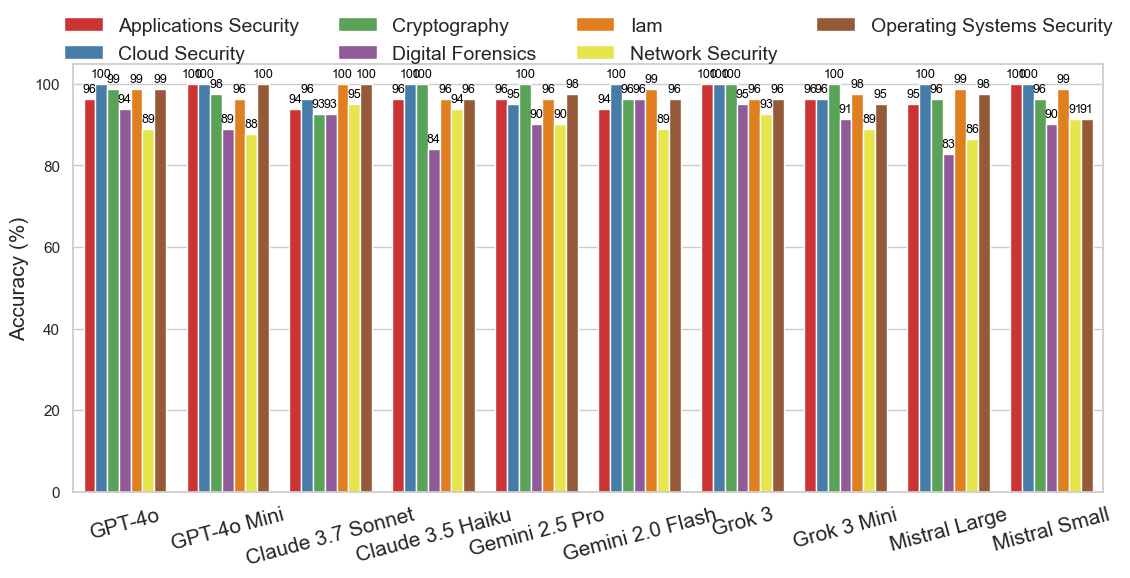 Applications Security
Cloud Security
Cryptography
Digital Forensics
Iam
Network Security
Operating Systems Security
Accuracy (%)
100
80
60
40
20
0
96 100 99 94 99 89 99
100 100 98 89 96 88 100
94 96 93 93 100 95 100
96 100 100 84 96 94 96
96 95 100 90 96 90 98
94 100 96 96 99 89 96
100 100 100 95 96 93 96
96 96 100 91 98 89 95
95 100 96 83 99 86 98
100 100 96 90 99 91 91
GPT-4o
GPT-4o Mini
Claude 3.7 Sonnet
Claude 3.5 Haiku
Gemini 2.5 Pro
Gemini 2.0 Flash
Grok 3
Grok 3 Mini
Mistral Large
Mistral Small